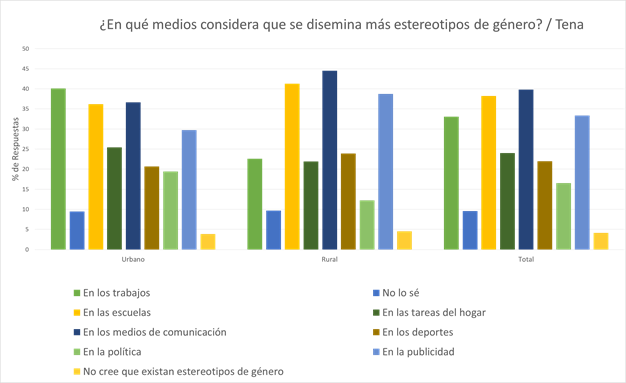 ¿En qué medios considera que se disemina más estereotipos de género? / Tena
% de Respuestas
50
45
40
35
30
25
20
15
10
5
0
Urbano Rural Total
En los trabajos No lo sé
En las escuelas En las tareas del hogar
En los medios de comunicación En los deportes
En la política En la publicidad
No cree que existan estereotipos de género